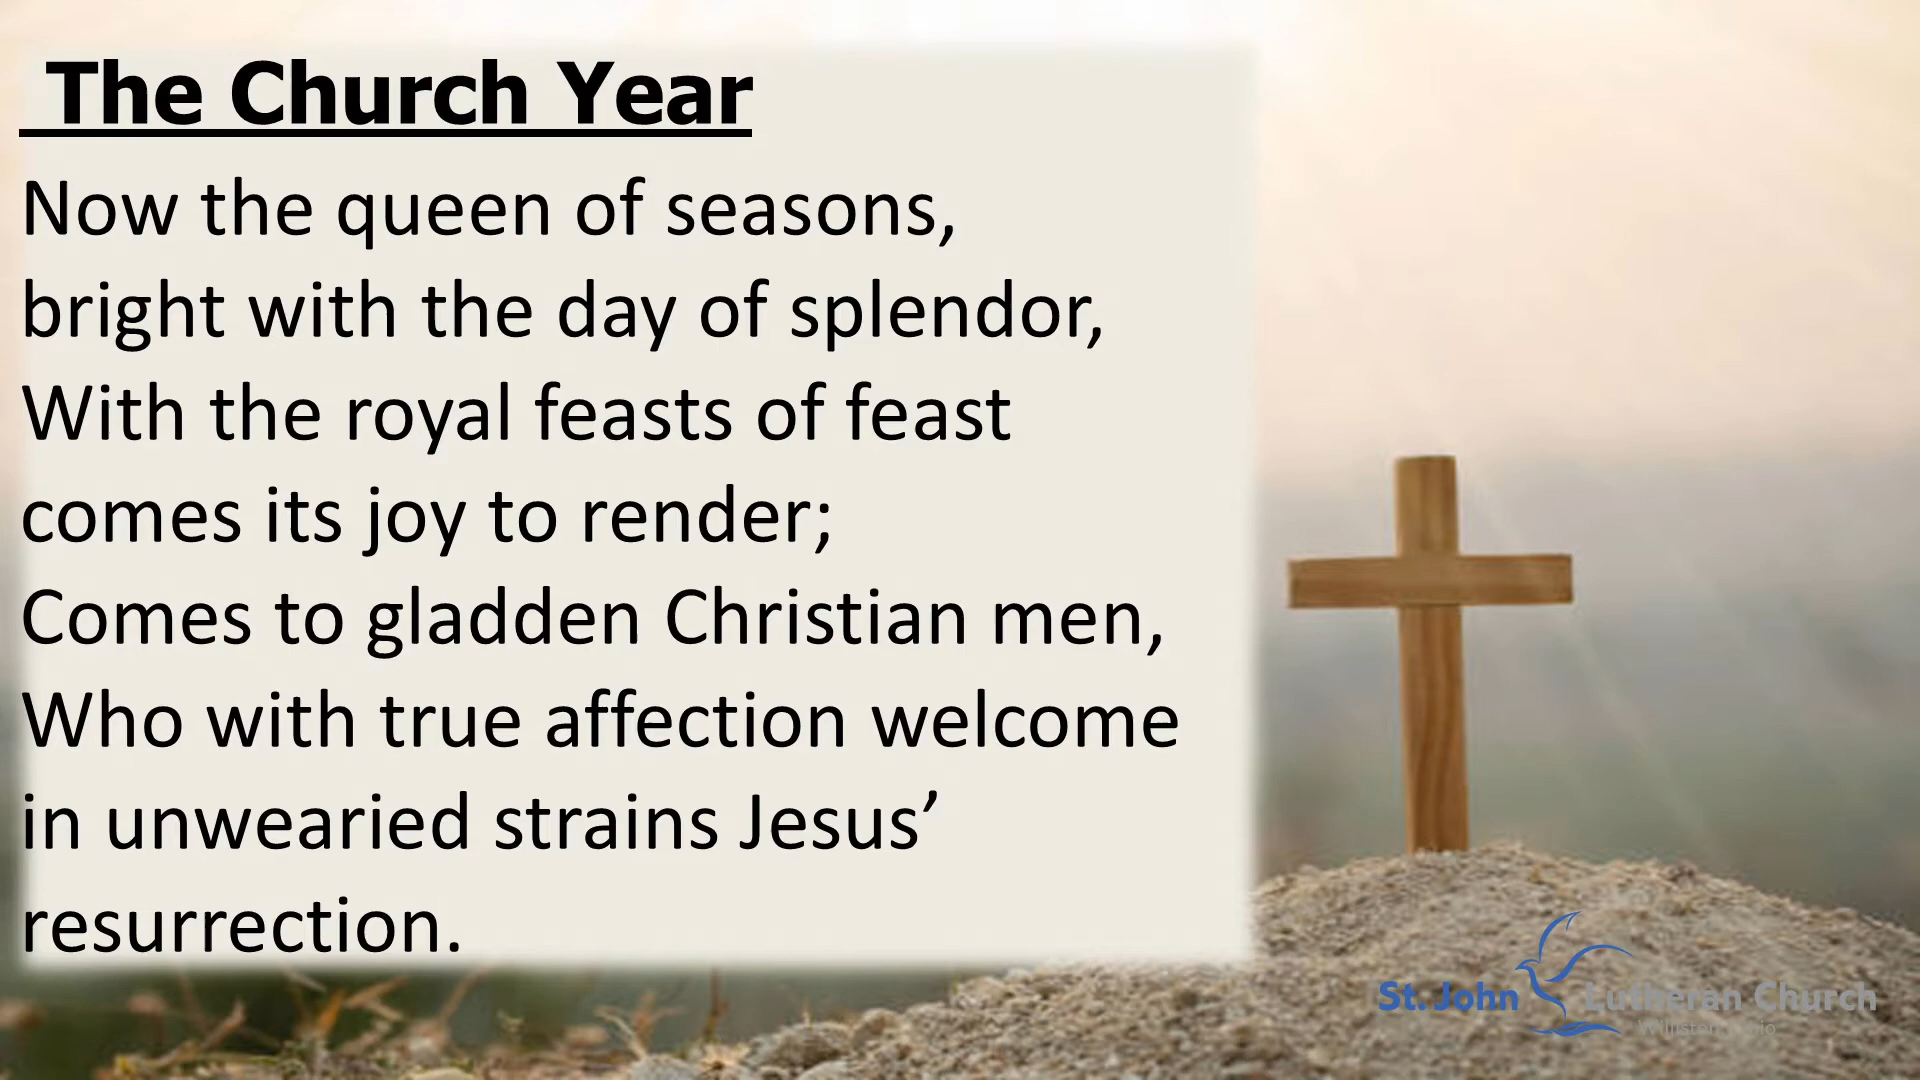 The Church Year
Now the queen of seasons,
bright with the day of splendor,
With the royal feasts of feast
comes its joy to render;
Comes to gladden Christian men,
Who with true affection welcome
in unwearied strains Jesus’
resurrection.
St. John Lutheran Church
Williston, Ohio